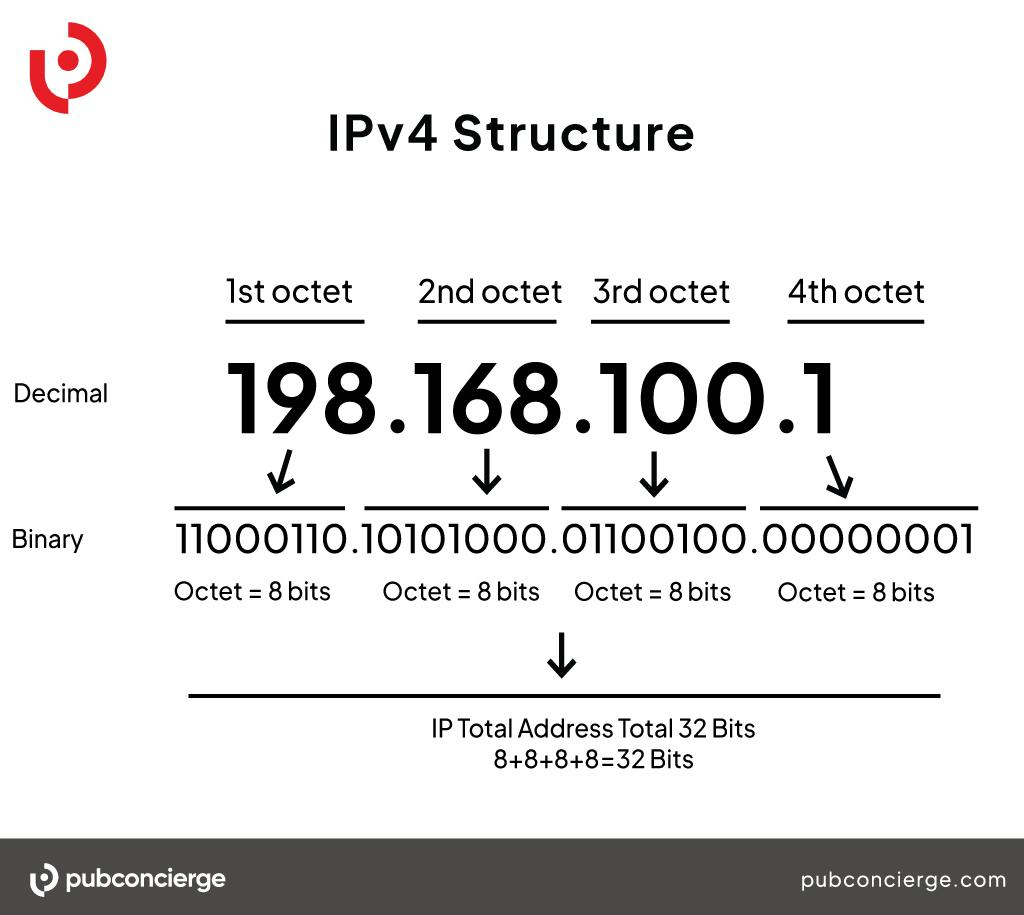 IPv4 Structure
1st octet 2nd octet 3rd octet 4th octet
Decimal 198.168.100.1
Binary 11000110.10101000.01100100.00000001
Octet = 8 bits Octet = 8 bits Octet = 8 bits Octet = 8 bits
IP Total Address Total 32 Bits
8+8+8+8=32 Bits
pubconcierge pubconcierge.com